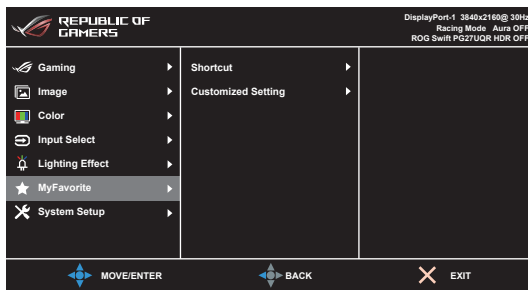 REPUBLIC OF
GAMERS
DisplayPort-1 3840x2160@ 30Hz
Racing Mode Aura OFF
ROG Swift PG27UQR HDR OFF
Gaming
Shortcut
Image
Customized Setting
Color
Input Select
Lighting Effect
MyFavorite
System Setup
MOVE/ENTER
BACK
EXIT